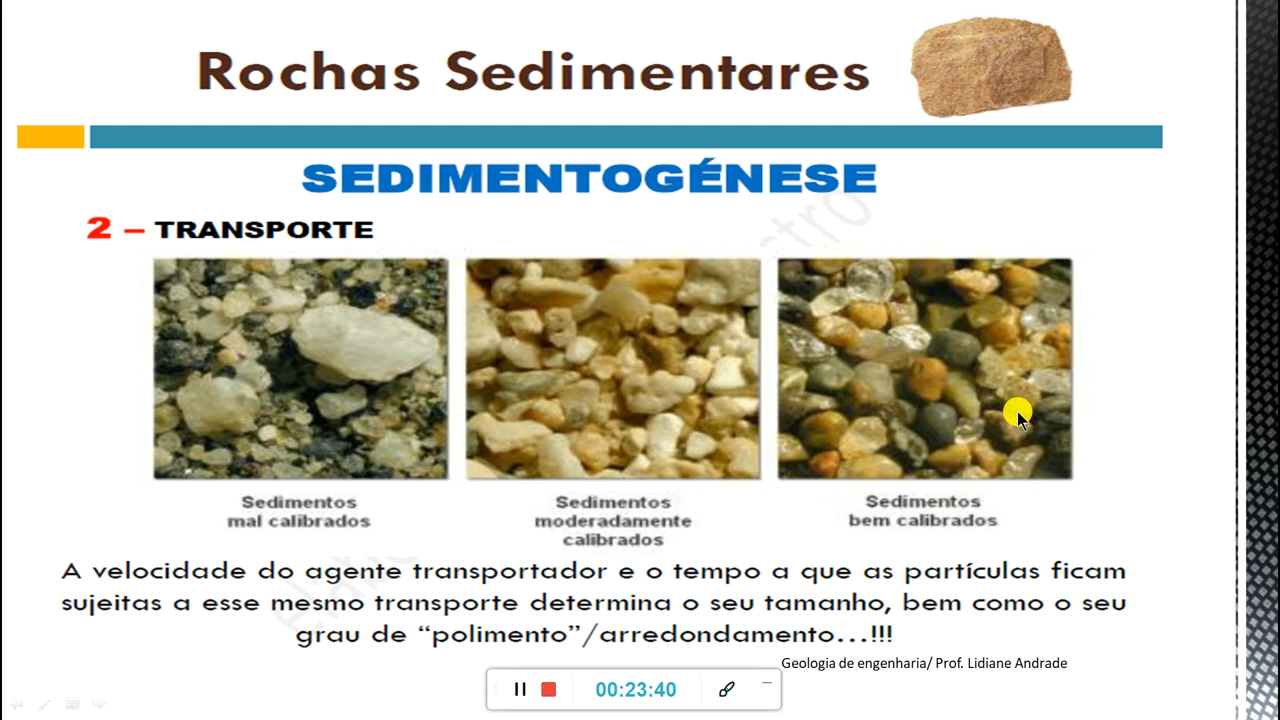 Rochas Sedimentares
SEDIMENTOGÉNESE
2 – TRANSPORTE
Sedimentos
mal calibrados
Sedimentos
moderadamente
calibrados
Sedimentos
bem calibrados
A velocidade do agente transportador e o tempo a que as partículas ficam
sujeitas a esse mesmo transporte determina o seu tamanho, bem como o seu
grau de “polimento”/arredondamento...!!!
Geologia de engenharia/ Prof. Lidiane Andrade
00:23:40